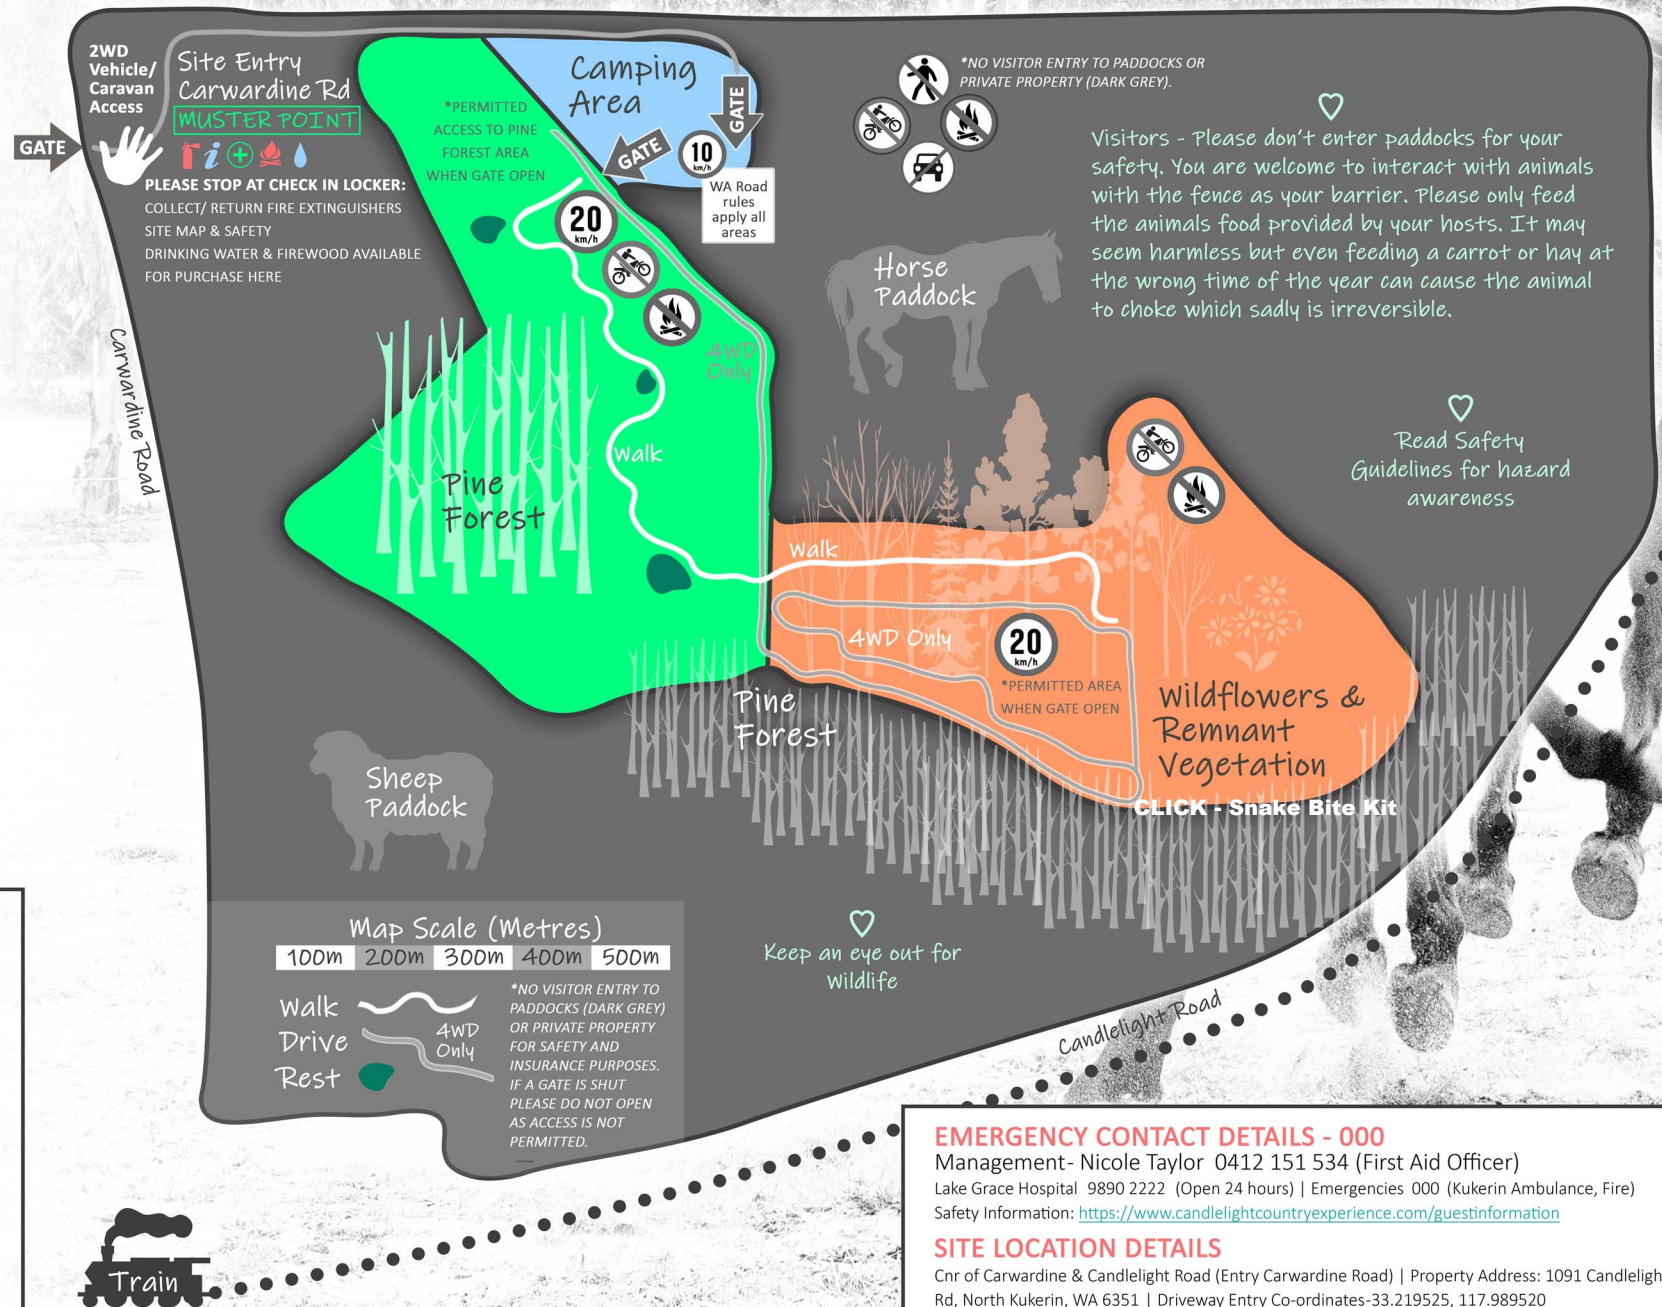 2WD
Vehicle/
Caravan
Access
GATE
Site Entry
Carwardine Rd
MUSTER POINT
PLEASE STOP AT CHECK IN LOCKER:
COLLECT/ RETURN FIRE EXTINGUISHERS
SITE MAP & SAFETY
DRINKING WATER & FIREWOOD AVAILABLE
FOR PURCHASE HERE
Carwardine Road
*PERMITTED
ACCESS TO PINE
FOREST AREA
WHEN GATE OPEN
Camping
Area
GATE
GATE
10
km/h
WA Road
rules
apply all
areas
20
km/h
4WD
Only
Walk
Pine
Forest
*NO VISITOR ENTRY TO PADDOCKS OR
PRIVATE PROPERTY (DARK GREY).
Visitors - Please don't enter paddocks for your
safety. You are welcome to interact with animals
with the fence as your barrier. Please only feed
the animals food provided by your hosts. It may
seem harmless but even feeding a carrot or hay at
the wrong time of the year can cause the animal
to choke which sadly is irreversible.
Horse
Paddock
Read Safety
Guidelines for hazard
awareness
Walk
4WD Only
20
km/h
*PERMITTED AREA
WHEN GATE OPEN
Wildflowers &
Remnant
Vegetation
CLICK - Snake Bite Kit
Pine
Forest
Sheep
Paddock
Keep an eye out for
Wildlife
Candlelight Road
Map Scale (Metres)
100m 200m 300m 400m 500m
Walk
Drive
4WD
Only
Rest
*NO VISITOR ENTRY TO
PADDOCKS (DARK GREY)
OR PRIVATE PROPERTY
FOR SAFETY AND
INSURANCE PURPOSES.
IF A GATE IS SHUT
PLEASE DO NOT OPEN
AS ACCESS IS NOT
PERMITTED.
Train
EMERGENCY CONTACT DETAILS - 000
Management- Nicole Taylor 0412 151 534 (First Aid Officer)
Lake Grace Hospital 9890 2222 (Open 24 hours) | Emergencies 000 (Kukerin Ambulance, Fire)
Safety Information: https://www.candlelightcountryexperience.com/guestinformation
SITE LOCATION DETAILS
Cnr of Carwardine & Candlelight Road (Entry Carwardine Road) | Property Address: 1091 Candleligh
Rd, North Kukerin, WA 6351 | Driveway Entry Co-ordinates-33.219525, 117.989520